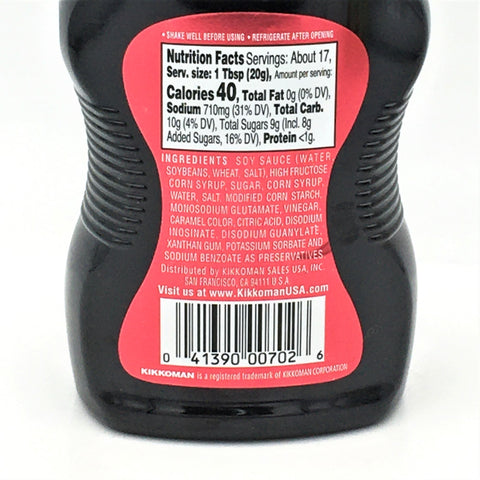 • SHAKE WELL BEFORE USING • REFRIGERATE AFTER OPENING
Nutrition Facts Servings: About 17,
Serv. size: 1 Tbsp (20g), Amount per serving:
Calories 40, Total Fat 0g (0% DV),
Sodium 710mg (31% DV), Total Carb.
10g (4% DV), Total Sugars 9g (Incl. 8g
Added Sugars, 16% DV), Protein <1g.
INGREDIENTS SOY SAUCE (WATER
SOYBEANS, WHEAT, SALT), HIGH FRUCTOSE
CORN SYRUP, SUGAR, CORN SYRUP,
WATER, SALT, MODIFIED CORN STARCH,
MONOSODIUM GLUTAMATE, VINEGAR,
CARAMEL COLOR, CITRIC ACID, DISODIUM
INOSINATE, DISODIUM GUANYLATE,
XANTHAN GUM, POTASSIUM SORBATE AND
SODIUM BENZOATE AS PRESERVATIVES
Distributed by KIKKOMAN SALES USA, INC.
SAN FRANCISCO, CA 94111 U.S.A.
Visit us at www.KikkomanUSA.com
0 41390 00702 6
KIKKOMAN is a registered trademark of KIKKOMAN CORPORATION